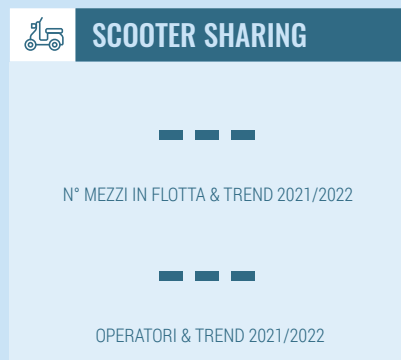 SCOOTER SHARING
---
N° MEZZI IN FLOTTA & TREND 2021/2022
---
OPERATORI & TREND 2021/2022